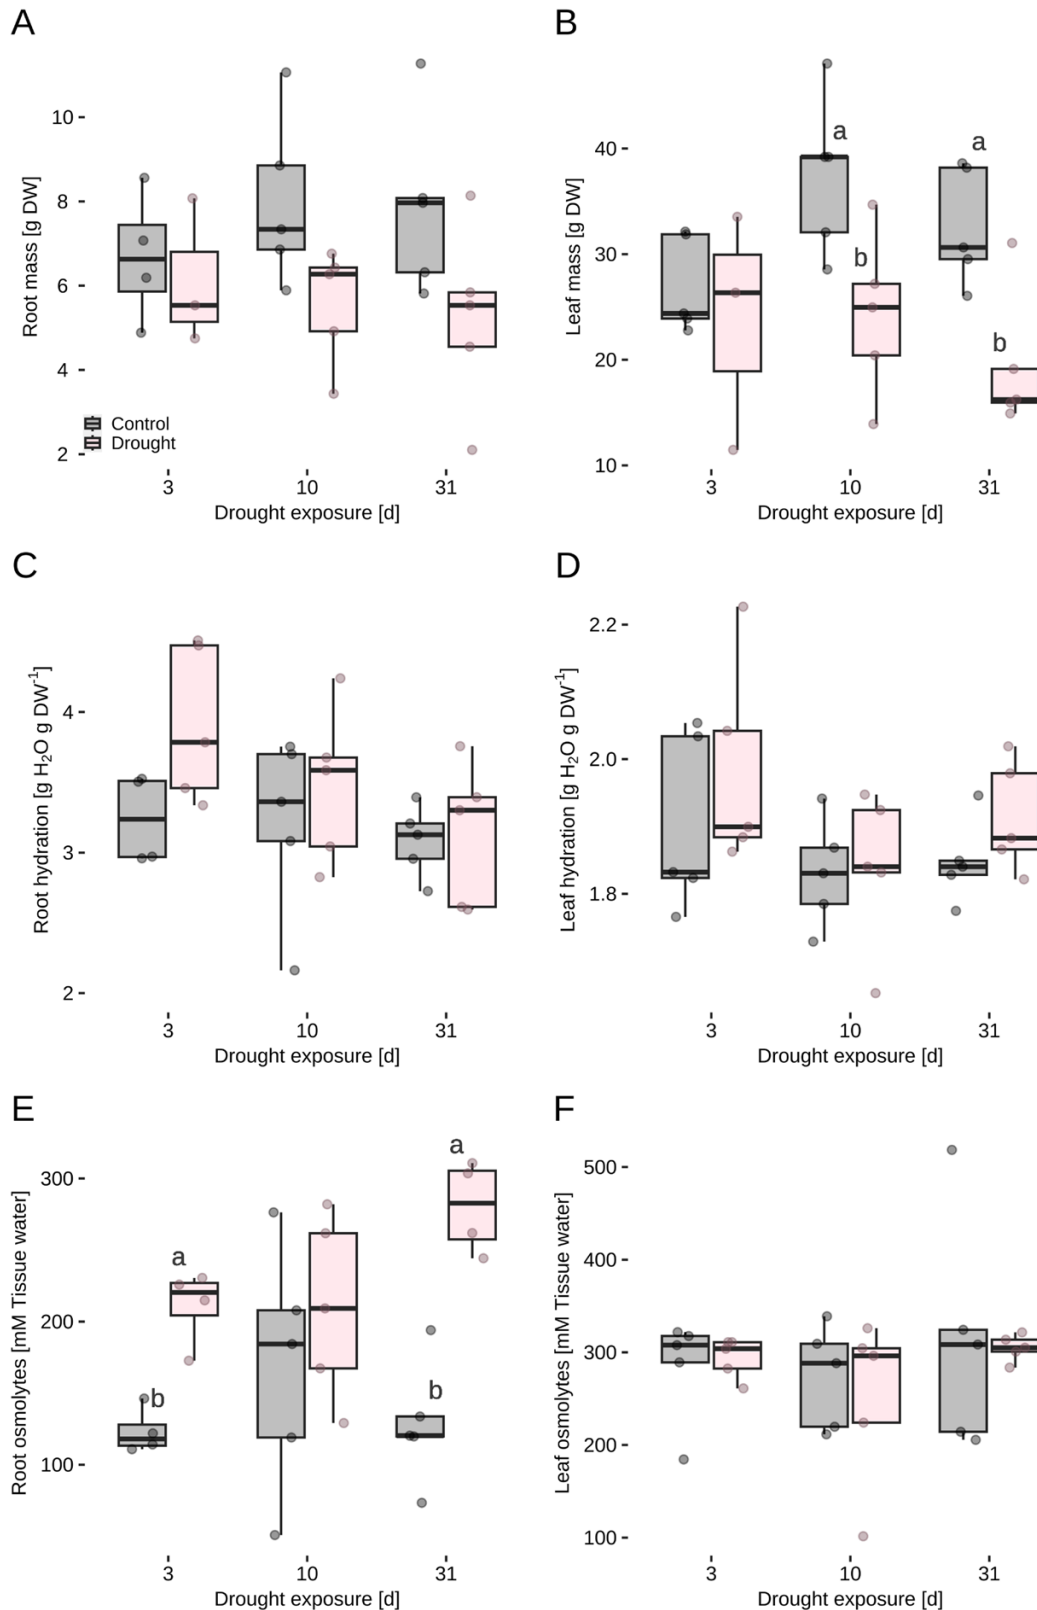 A
Root mass [g DW]
10
8
6
4
2
Control
Drought
3 10 31
Drought exposure [d]
B
Leaf mass [g DW]
40
30
20
10
a
b
a
b
3 10 31
Drought exposure [d]
C
Root hydration [g H₂O g DW⁻¹]
4
3
2
3 10 31
Drought exposure [d]
D
Leaf hydration [g H₂O g DW⁻¹]
2.2
2.0
1.8
3 10 31
Drought exposure [d]
E
Root osmolytes [mM Tissue water]
300
200
100
a
b
a
b
3 10 31
Drought exposure [d]
F
Leaf osmolytes [mM Tissue water]
500
400
300
200
100
3 10 31
Drought exposure [d]